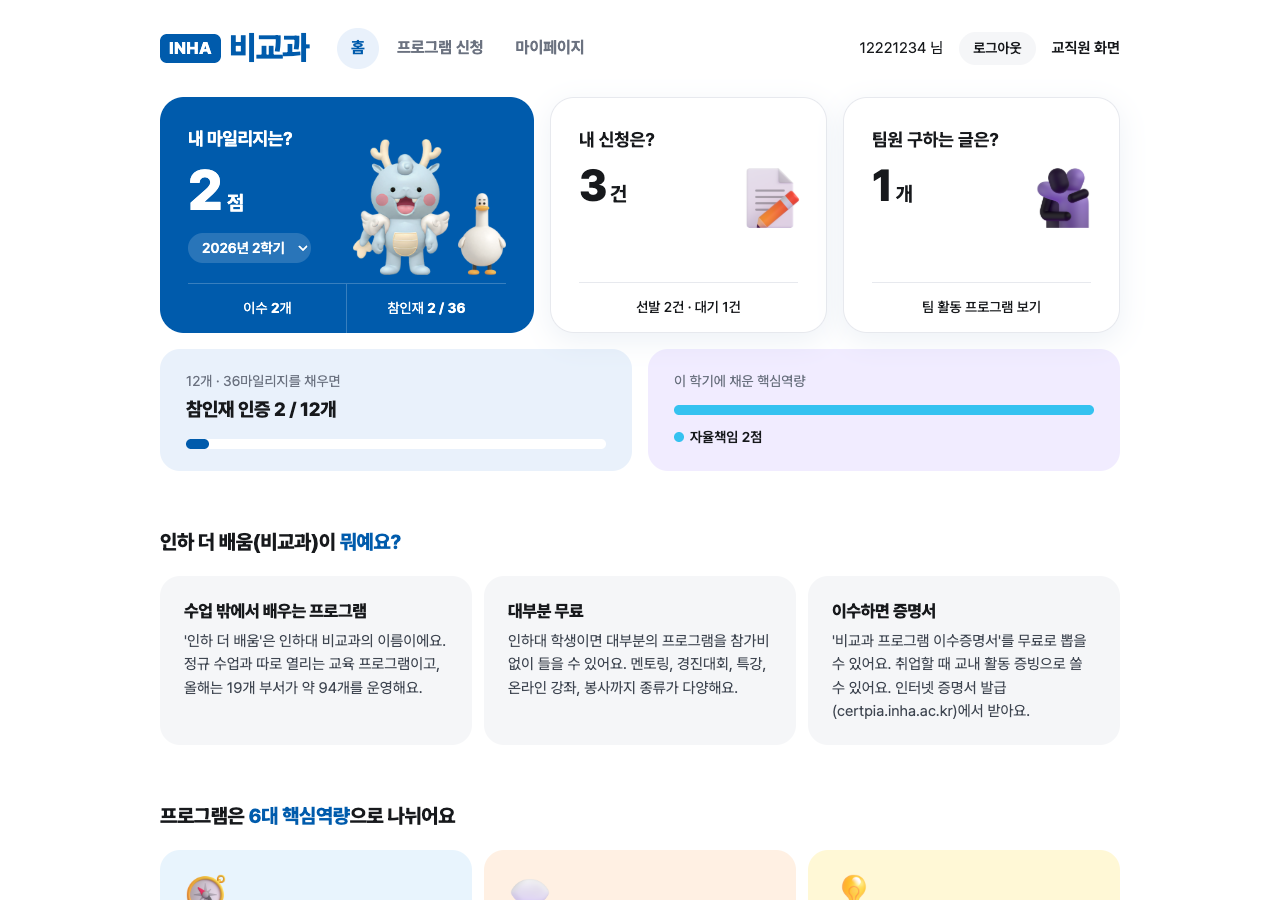 INHA 비교과
홈
프로그램 신청
마이페이지
12221234 님
로그아웃
교직원 화면
내 마일리지는?
2 점
2026년 2학기
이수 2개
참인재 2 / 36
내 신청은?
3 건
선발 2건 · 대기 1건
팀원 구하는 글은?
1 개
팀 활동 프로그램 보기
12개 · 36마일리지를 채우면
참인재 인증 2 / 12개
이 학기에 채운 핵심역량
자율책임 2점
인하 더 배움(비교과)이 뭐예요?
수업 밖에서 배우는 프로그램
'인하 더 배움'은 인하대 비교과의 이름이에요.
정규 수업과 따로 열리는 교육 프로그램이고,
올해는 19개 부서가 약 94개를 운영해요.
대부분 무료
인하대 학생이면 대부분의 프로그램을 참가비
없이 들을 수 있어요. 멘토링, 경진대회, 특강,
온라인 강좌, 봉사까지 종류가 다양해요.
이수하면 증명서
'비교과 프로그램 이수증명서'를 무료로 뽑을
수 있어요. 취업할 때 교내 활동 증빙으로 쓸
수 있어요. 인터넷 증명서 발급
(certpia.inha.ac.kr)에서 받아요.
프로그램은 6대 핵심역량으로 나뉘어요